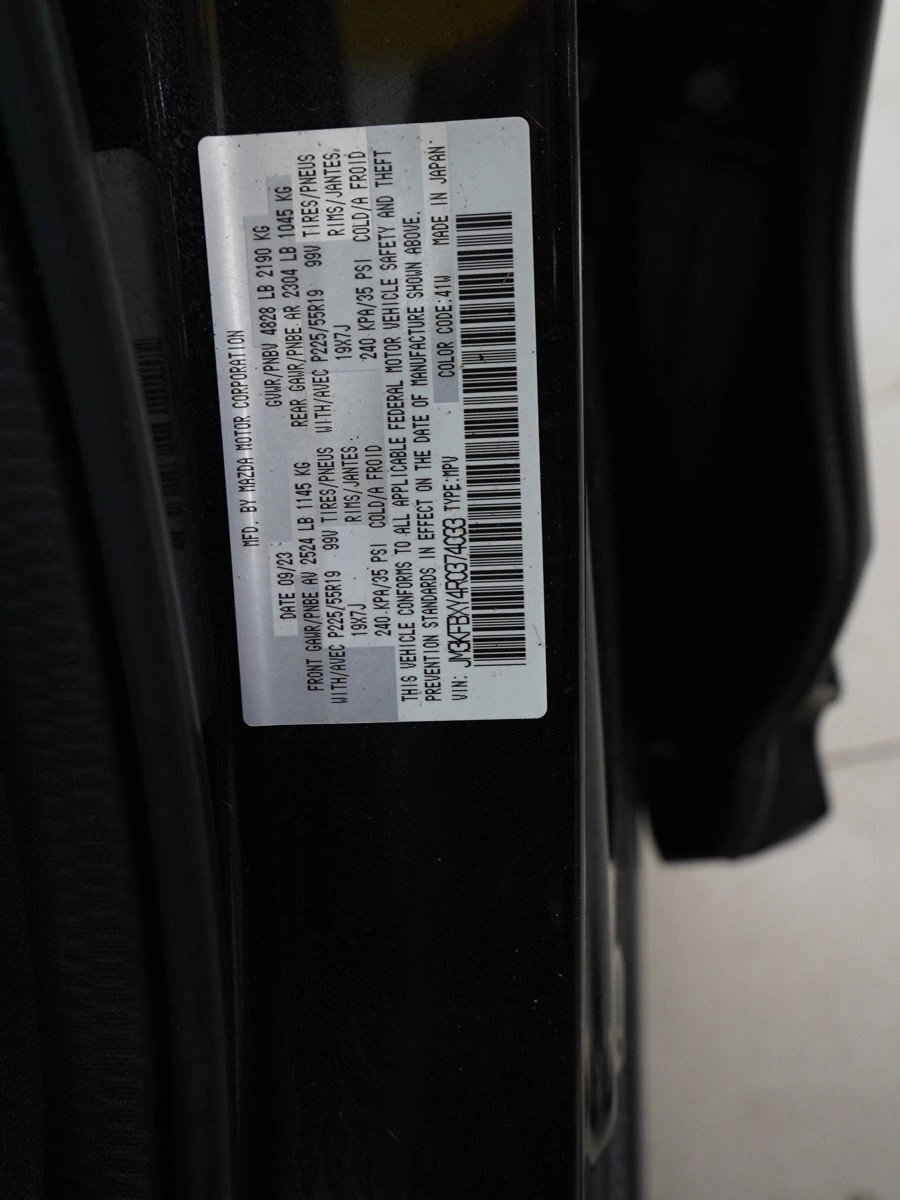 MFD. BY MAZDA MOTOR CORPORATION
DATE 09/23 GVWR/PNBV 4828 LB 2190 KG
FRONT GAWR/PNBE AV 2524 LB 1145 KG REAR GAWR/PNBE AR 2304 LB 1045 KG
WITH/AVEC P225/55R19 99V TIRES/PNEUS WITH/AVEC P225/55R19 99V TIRES/PNEUS
19X7J RIMS/JANTES 19X7J RIMS/JANTES
240 KPA/35 PSI COLD/A FROID 240 KPA/35 PSI COLD/A FROID
THIS VEHICLE CONFORMS TO ALL APPLICABLE FEDERAL MOTOR VEHICLE SAFETY AND THEFT
PREVENTION STANDARDS IN EFFECT ON THE DATE OF MANUFACTURE SHOWN ABOVE.
VIN: JM3KFBXY4R0374033 TYPE:MPV COLOR CODE:41W MADE IN JAPAN